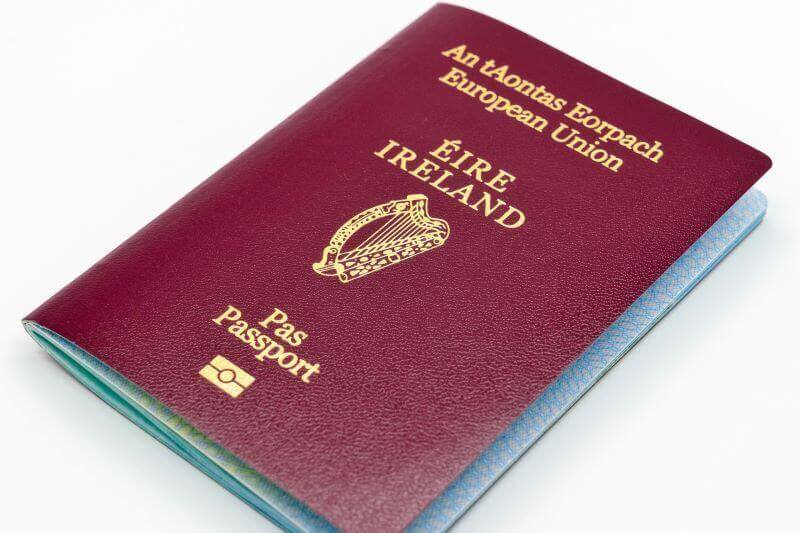 An tAontas Eorpach
European Union
ÉIRE
IRELAND
Pas
Passport